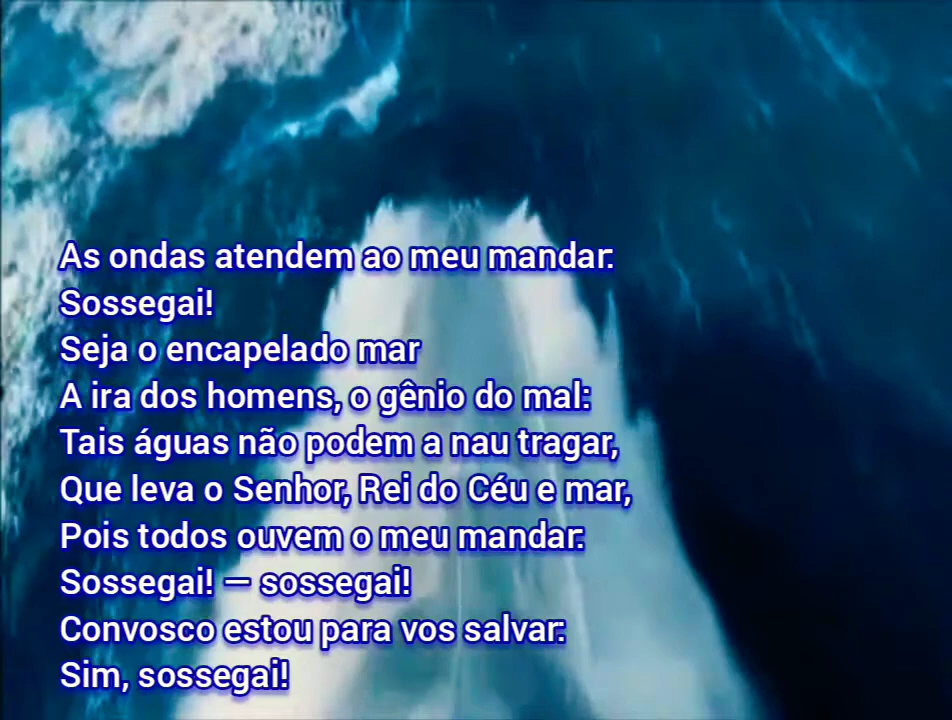 As ondas atendem ao meu mandar:
Sossegai!
Seja o encapelado mar
A ira dos homens, o gênio do mal:
Tais águas não podem a nau tragar,
Que leva o Senhor, Rei do Céu e mar,
Pois todos ouvem o meu mandar:
Sossegai! — sossegai!
Convosco estou para vos salvar:
Sim, sossegai!